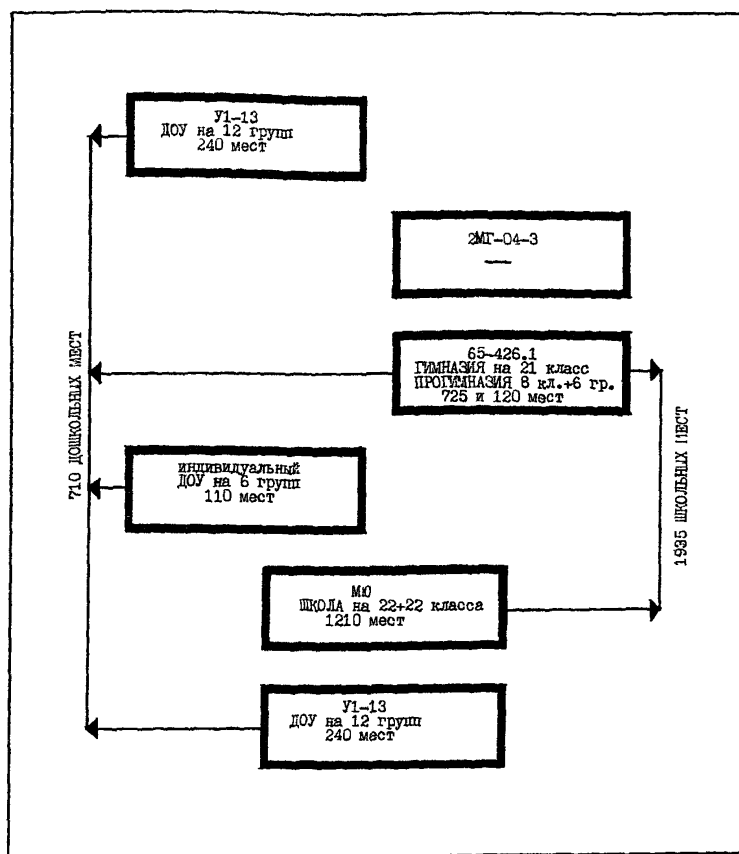 У1-13
ДОУ на 12 групп
240 мест
2МГ-04-3
—
65-426.1
ГИМНАЗИЯ на 21 класс
ПРОГИМНАЗИЯ 8 кл.+6 гр.
725 и 120 мест
710 ДОШКОЛЬНЫХ МЕСТ
индивидуальный
ДОУ на 6 групп
110 мест
1935 ШКОЛЬНЫХ МЕСТ
МЮ
ШКОЛА на 22+22 класса
1210 мест
У1-13
ДОУ на 12 групп
240 мест